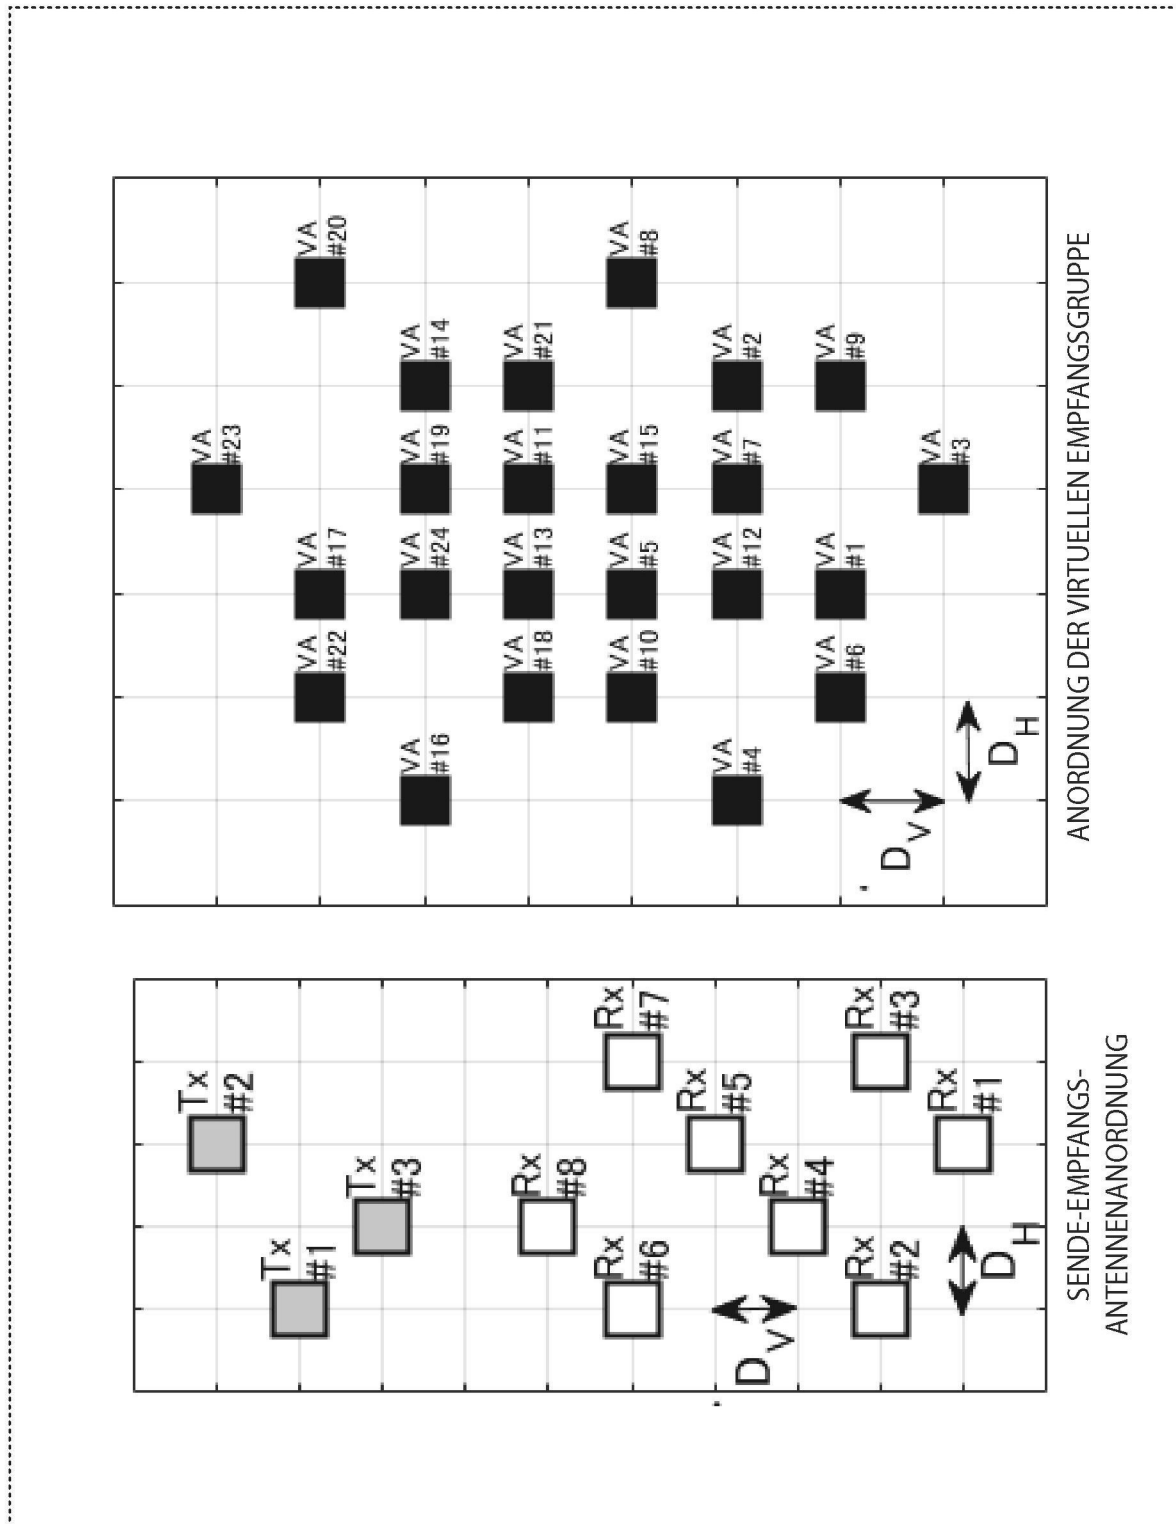 Tx
#2
Tx
#1
Tx
#3
Rx
#8
Rx
#6
Rx
#7
Rx
#5
D_V
Rx
#4
Rx
#2
Rx
#3
Rx
#1
D_H
SENDE-EMPFANGS-
ANTENNENANORDNUNG
VA
#23
VA
#22
VA
#17
VA
#20
VA
#16
VA
#24
VA
#19
VA
#14
VA
#18
VA
#13
VA
#11
VA
#21
VA
#10
VA
#5
VA
#15
VA
#8
VA
#4
VA
#12
VA
#7
VA
#2
VA
#6
VA
#1
VA
#9
D_V
VA
#3
D_H
ANORDNUNG DER VIRTUELLEN EMPFANGSGRUPPE